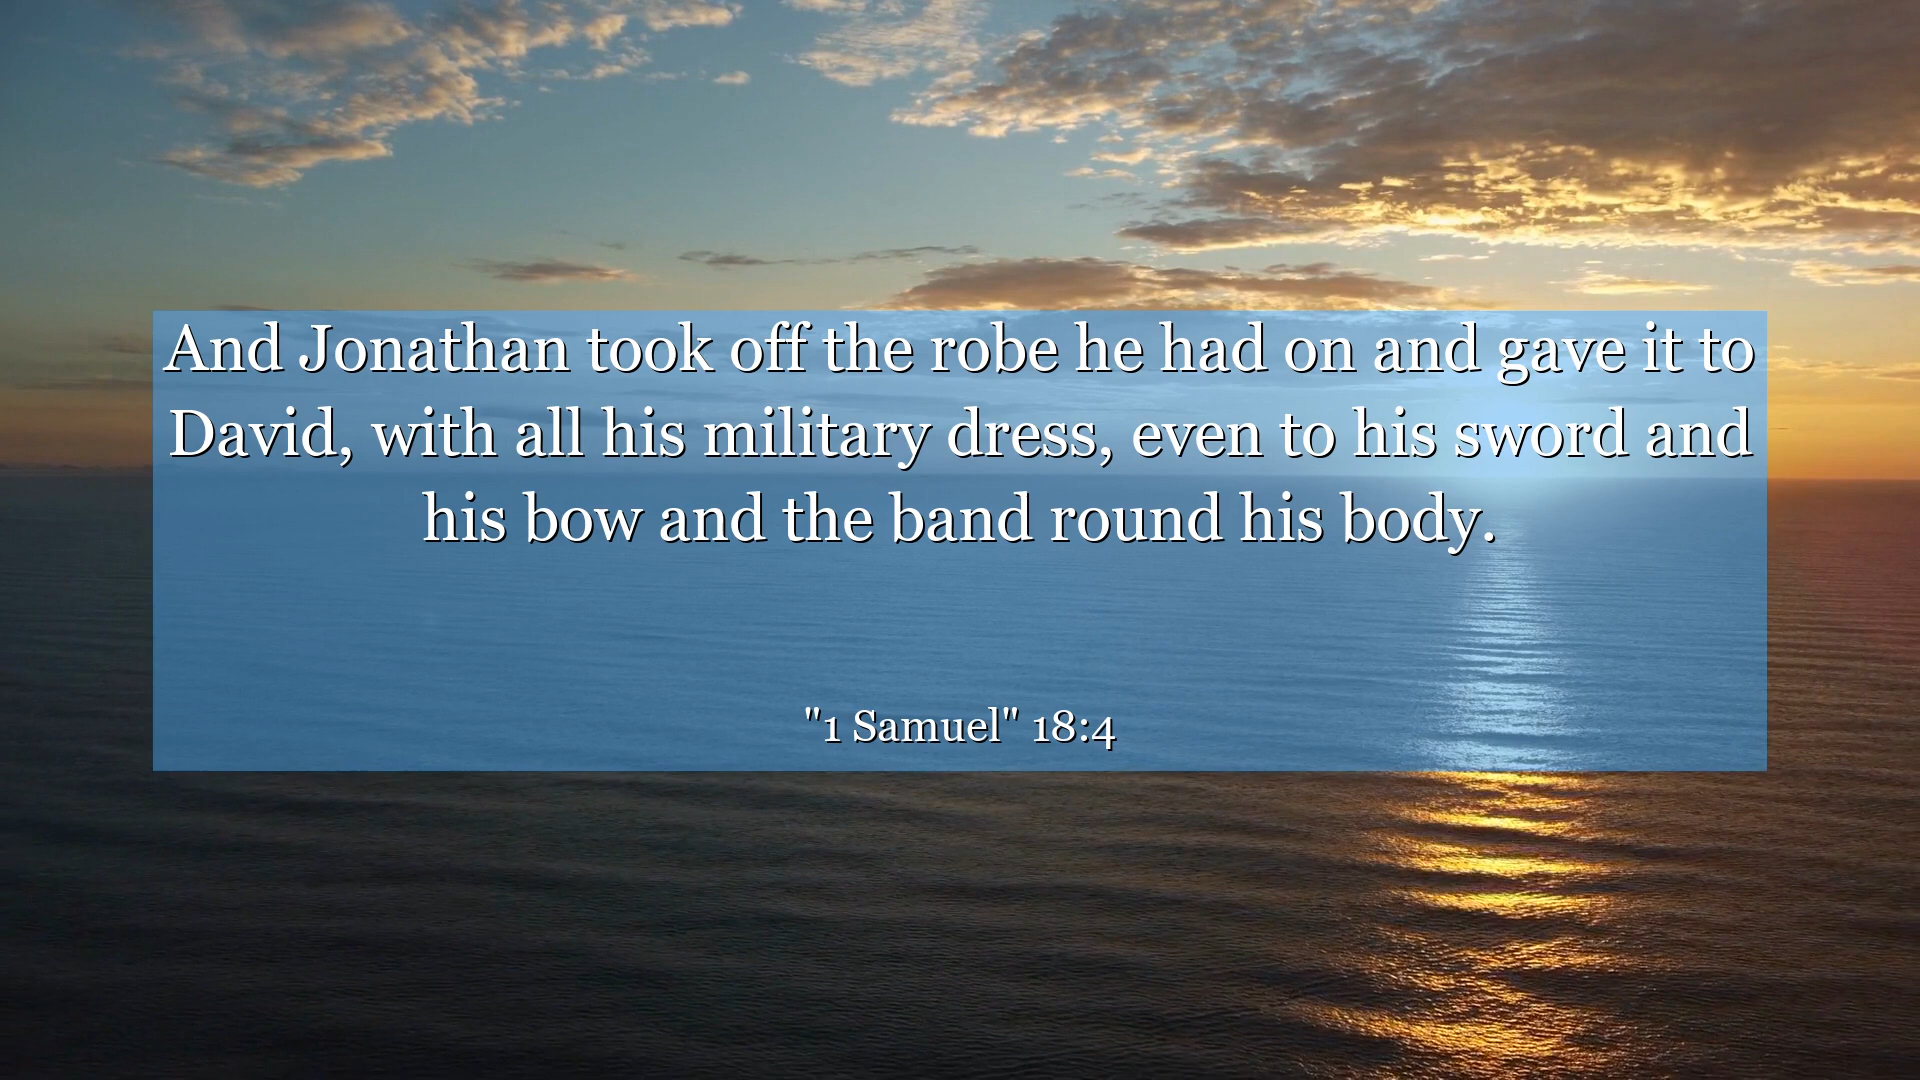 And Jonathan took off the robe he had on and gave it to
David, with all his military dress, even to his sword and
his bow and the band round his body.
"1 Samuel" 18:4